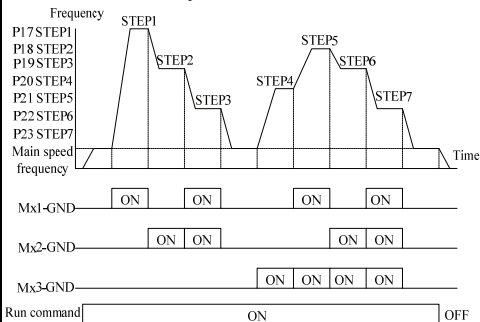 Frequency
P17 STEP1
P18 STEP2
P19 STEP3
P20 STEP4
P21 STEP5
P22 STEP6
P23 STEP7
Main speed
frequency
STEP1
STEP2
STEP3
STEP4
STEP5
STEP6
STEP7
Time
Mx1-GND
ON
ON
ON
ON
Mx2-GND
ON
ON
ON
ON
Mx3-GND
ON
ON
ON
ON
Run command
ON
OFF